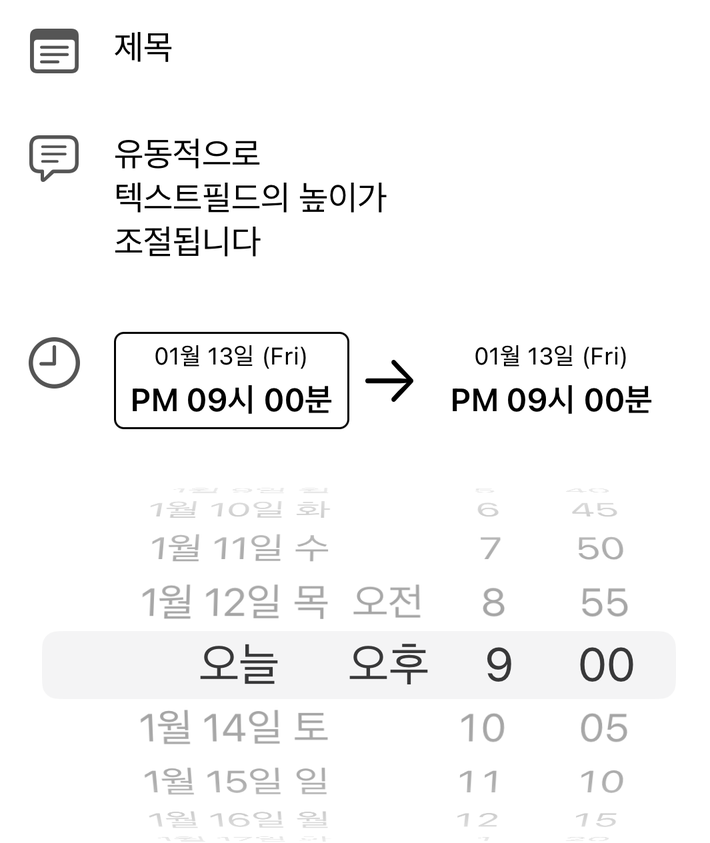 제목
유동적으로
텍스트필드의 높이가
조절됩니다
01월 13일 (Fri)
PM 09시 00분
01월 13일 (Fri)
PM 09시 00분
1월 10일 화 6 45
1월 11일 수 7 50
1월 12일 목 오전 8 55
오늘 오후 9 00
1월 14일 토 10 05
1월 15일 일 11 10
1월 16일 월 12 15